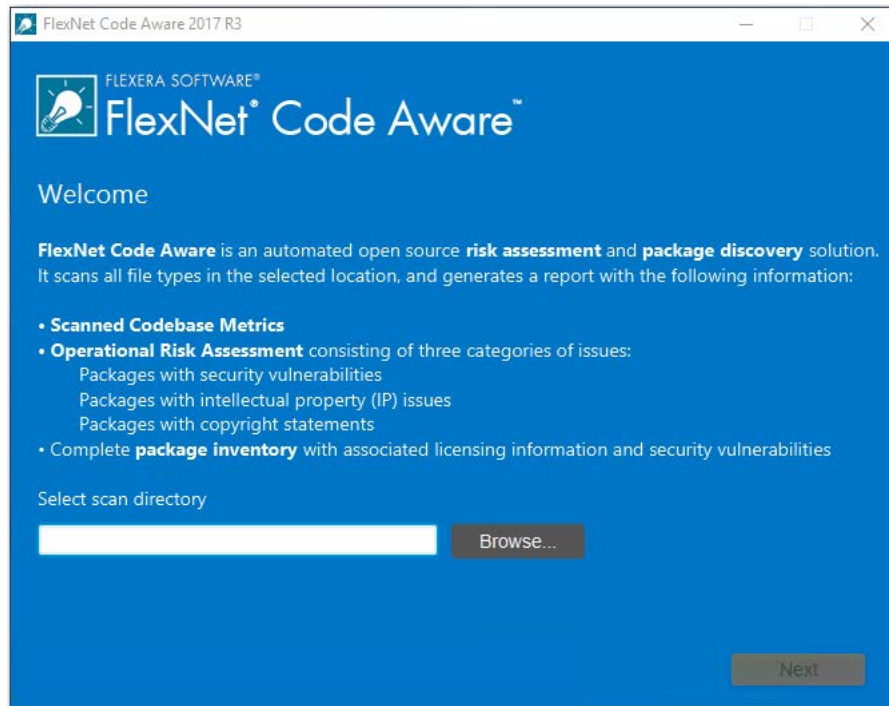 FlexNet Code Aware 2017 R3
FLEXERA SOFTWARE®
FlexNet® Code Aware™
Welcome
FlexNet Code Aware is an automated open source risk assessment and package discovery solution.
It scans all file types in the selected location, and generates a report with the following information:
• Scanned Codebase Metrics
• Operational Risk Assessment consisting of three categories of issues:
Packages with security vulnerabilities
Packages with intellectual property (IP) issues
Packages with copyright statements
• Complete package inventory with associated licensing information and security vulnerabilities
Select scan directory
Browse...
Next